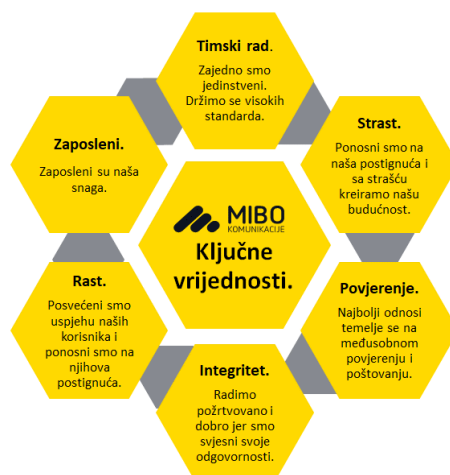 Timski rad.
Zajedno smo
jedinstveni.
Držimo se visokih
standarda.
Strast.
Ponosni smo na
naša postignuća i
sa strašću
kreiramo našu
budućnost.
Povjerenje.
Najbolji odnosi
temelje se na
međusobnom
povjerenju i
poštovanju.
Integritet.
Radimo
požrtvovano i
dobro jer smo
svjesni svoje
odgovornosti.
Rast.
Posvećeni smo
uspjehu naših
korisnika i
ponosni smo na
njihova
postignuća.
Zaposleni.
Zaposleni su naša
snaga.
MIBO
KOMUNIKACIJE
Ključne
vrijednosti.